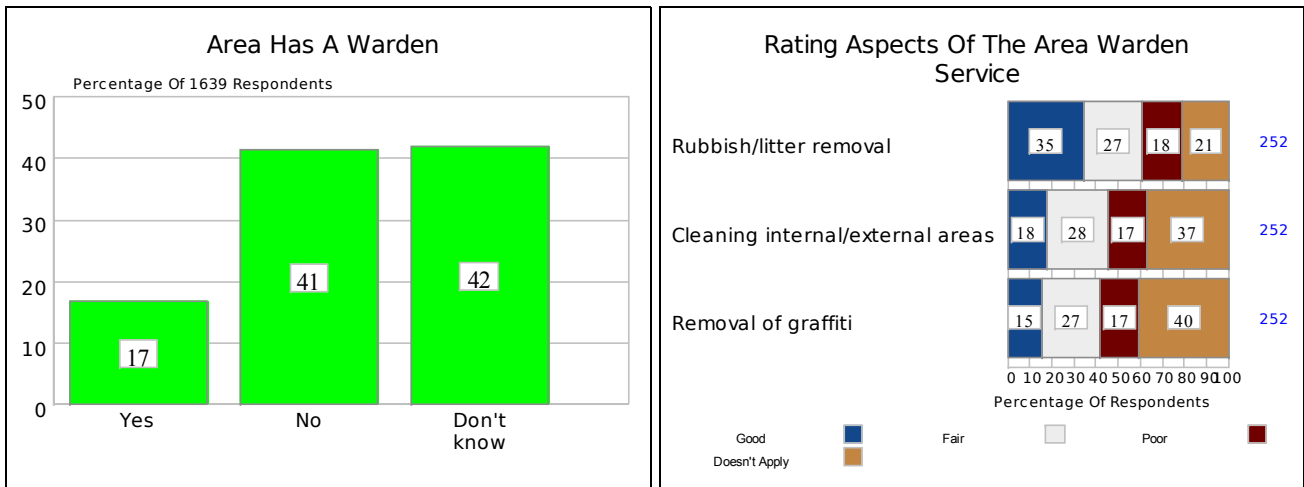 Area Has A Warden
Percentage Of 1639 Respondents
50
40
30
20
10
0
17
41
42
Yes
No
Don't
know
Rating Aspects Of The Area Warden
Service
Rubbish/litter removal
35 27 18 21
252
Cleaning internal/external areas
18 28 17 37
252
Removal of graffiti
15 27 17 40
252
0 10 20 30 40 50 60 70 80 90 100
Percentage Of Respondents
Good
Fair
Poor
Doesn't Apply